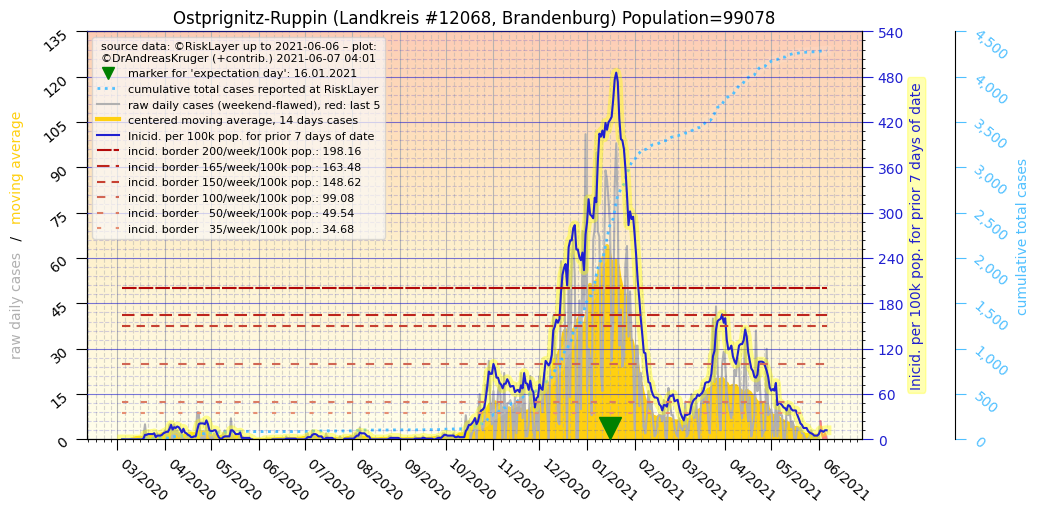 Ostprignitz-Ruppin (Landkreis #12068, Brandenburg) Population=99078
source data: ©RiskLayer up to 2021-06-06 – plot:
©DrAndreasKruger (+contrib.) 2021-06-07 04:01
marker for 'expectation day': 16.01.2021
cumulative total cases reported at RiskLayer
raw daily cases (weekend-flawed), red: last 5
centered moving average, 14 days cases
Inicid. per 100k pop. for prior 7 days of date
incid. border 200/week/100k pop.: 198.16
incid. border 165/week/100k pop.: 163.48
incid. border 150/week/100k pop.: 148.62
incid. border 100/week/100k pop.: 99.08
incid. border 50/week/100k pop.: 49.54
incid. border 35/week/100k pop.: 34.68
raw daily cases / moving average
135
120
105
90
75
60
45
30
15
0
03/2020
04/2020
05/2020
06/2020
07/2020
08/2020
09/2020
10/2020
11/2020
12/2020
01/2021
02/2021
03/2021
04/2021
05/2021
06/2021
540
480
420
360
300
240
180
120
60
0
Inicid. per 100k pop. for prior 7 days of date
4,500
4,000
3,500
3,000
2,500
2,000
1,500
1,000
500
0
cumulative total cases